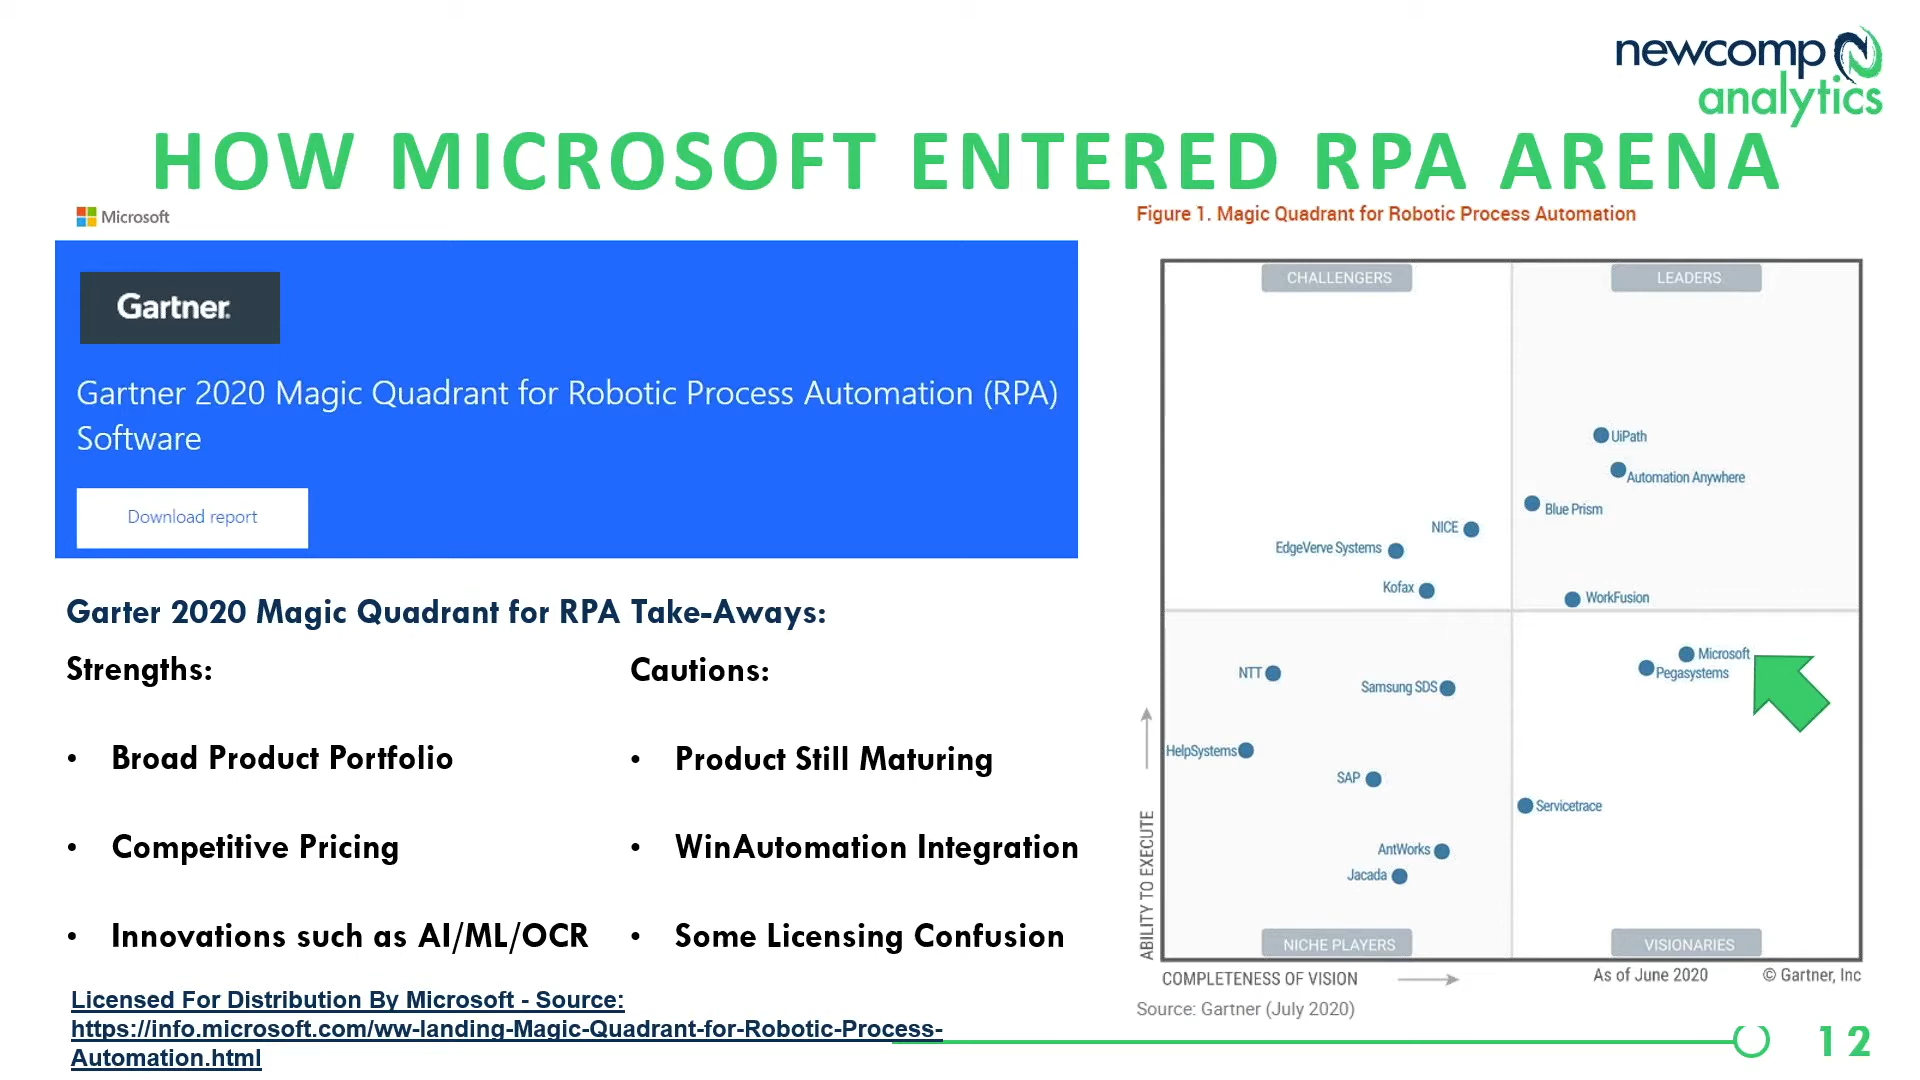 newcomp
analytics
HOW MICROSOFT ENTERED RPA ARENA
Microsoft
Gartner.
Gartner 2020 Magic Quadrant for Robotic Process Automation (RPA)
Software
Download report
Garter 2020 Magic Quadrant for RPA Take-Aways:
Strengths:
• Broad Product Portfolio
• Competitive Pricing
• Innovations such as AI/ML/OCR
Cautions:
• Product Still Maturing
• WinAutomation Integration
• Some Licensing Confusion
Licensed For Distribution By Microsoft - Source:
https://info.microsoft.com/ww-landing-Magic-Quadrant-for-Robotic-Process-
Automation.html
Figure 1. Magic Quadrant for Robotic Process Automation
CHALLENGERS
LEADERS
UiPath
Automation Anywhere
Blue Prism
NICE
EdgeVerve Systems
Kofax
WorkFusion
Microsoft
Pegasystems
NTT
Samsung SDS
HelpSystems
SAP
Servicetrace
AntWorks
Jacada
NICHE PLAYERS
VISIONARIES
ABILITY TO EXECUTE
COMPLETENESS OF VISION
As of June 2020
© Gartner, Inc
Source: Gartner (July 2020)
12